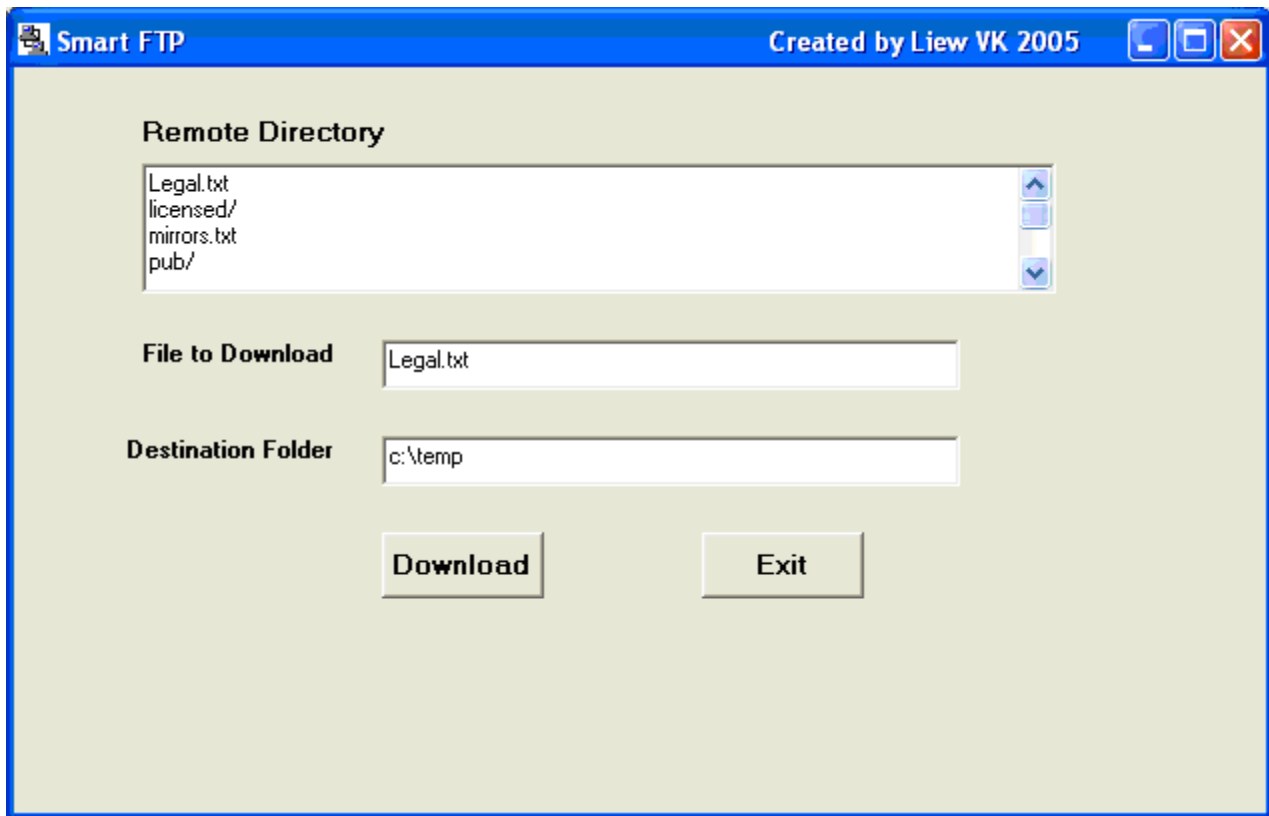 Smart FTP Created by Liew VK 2005
Remote Directory
Legal.txt
licensed/
mirrors.txt
pub/
File to Download Legal.txt
Destination Folder c:\temp
Download Exit